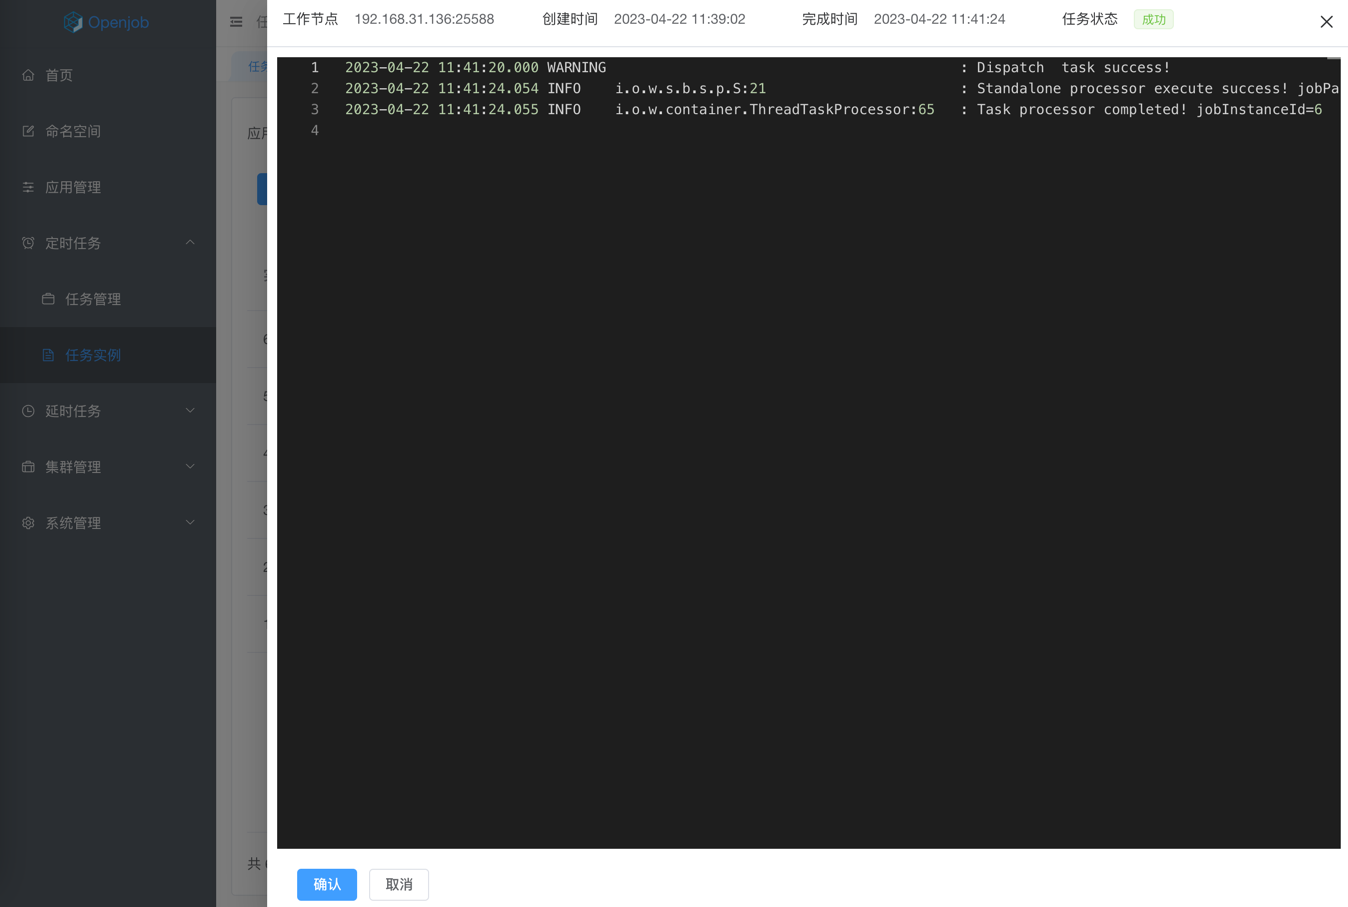 Openjob
首页
命名空间
应用管理
定时任务
任务管理
任务实例
延时任务
集群管理
系统管理
工作节点 192.168.31.136:25588 创建时间 2023-04-22 11:39:02 完成时间 2023-04-22 11:41:24 任务状态 成功
1 2023-04-22 11:41:20.000 WARNING : Dispatch task success!
2 2023-04-22 11:41:24.054 INFO i.o.w.s.b.s.p.S:21 : Standalone processor execute success! jobPa
3 2023-04-22 11:41:24.055 INFO i.o.w.container.ThreadTaskProcessor:65 : Task processor completed! jobInstanceId=6
4
共
确认 取消